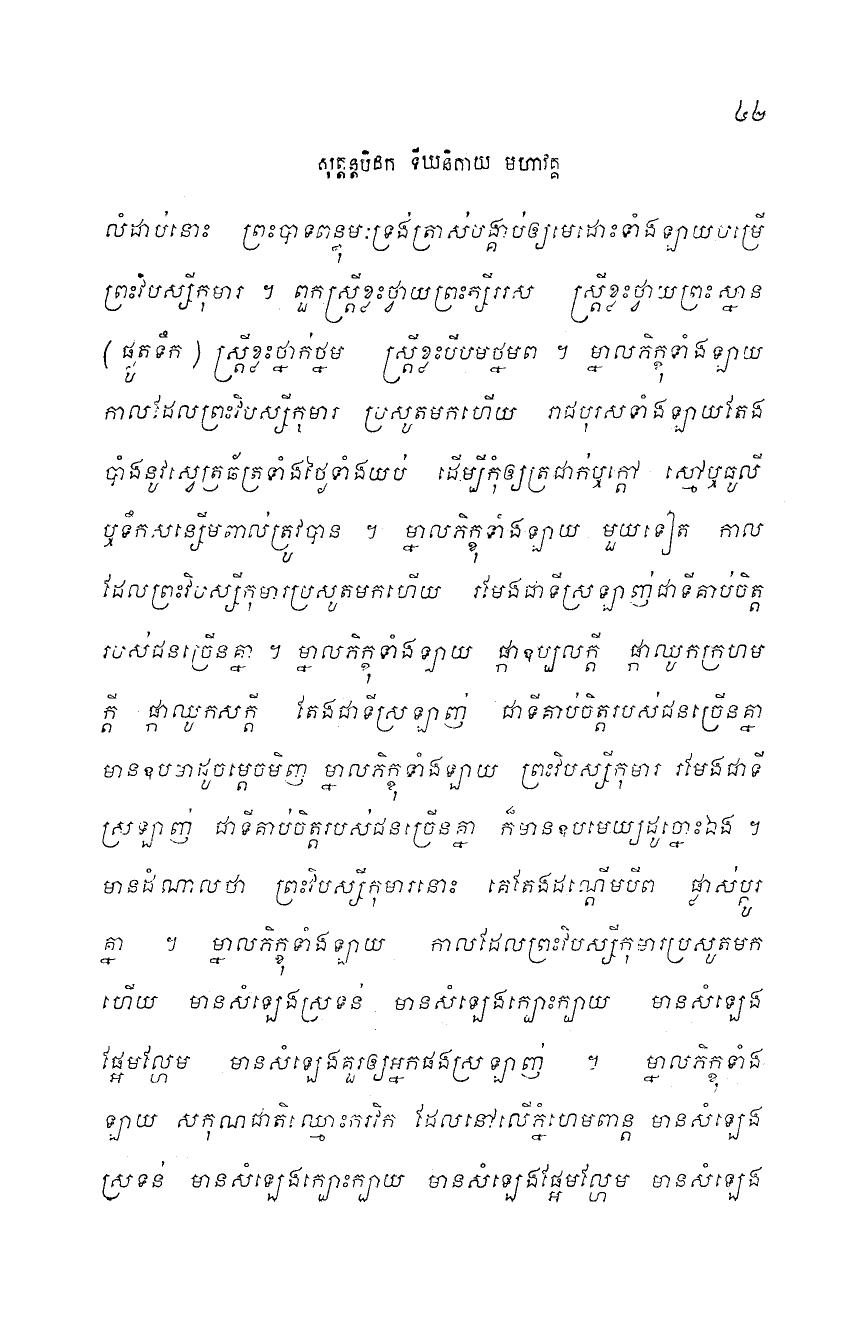 ៤២
សុត្តន្តបិដក ទីឃនិកាយ មហាវគ្គ
លំដាប់នោះ ព្រះបាទពន្ធុមៈទ្រង់ត្រាស់បង្គាប់ឲ្យមេដោះទាំងឡាយបម្រើ
ព្រះវិបស្សីកុមារ ។ ពួកស្ត្រីខ្លះថ្វាយព្រះក្សីររស ស្ត្រីខ្លះថ្វាយព្រះស្នាន
(ផ្លូតទឹក) ស្ត្រីខ្លះថ្នាក់ថ្នម ស្ត្រីខ្លះបីបមថ្នមព ។ ម្នាលភិក្ខុទាំងឡាយ
កាលដែលព្រះវិបស្សីកុមារ ប្រសូតមកហើយ រាជបុរសទាំងឡាយតែង
បាំងនូវស្វេត្រឆ័ត្រទាំងថ្ងៃទាំងយប់ ដើម្បីកុំឲ្យត្រជាក់ឬក្តៅ ស្មៅឬធូលី
ឬទឹកសន្សើមពាល់ត្រូវបាន ។ ម្នាលភិក្ខុទាំងឡាយ មួយទៀត កាល
ដែលព្រះវិបស្សីកុមារប្រសូតមកហើយ រមែងជាទីស្រឡាញ់ជាទីគាប់ចិត្ត
របស់ជនច្រើនគ្នា ។ ម្នាលភិក្ខុទាំងឡាយ ផ្កាឧប្បលក្តី ផ្កាឈូកក្រហម
ក្តី ផ្កាឈូកសក្តី តែងជាទីស្រឡាញ់ ជាទីគាប់ចិត្តរបស់ជនច្រើនគ្នា
មានឧបមាដូចម្តេចមិញ ម្នាលភិក្ខុទាំងឡាយ ព្រះវិបស្សីកុមារ រមែងជាទី
ស្រឡាញ់ ជាទីគាប់ចិត្តរបស់ជនច្រើនគ្នា ក៏មានឧបមេយ្យដូច្នោះឯង ។
មានដំណាលថា ព្រះវិបស្សីកុមារនោះ គេតែងដណ្តើមបីព ផ្លាស់ប្តូរ
គ្នា ។ ម្នាលភិក្ខុទាំងឡាយ កាលដែលព្រះវិបស្សីកុមារប្រសូតមក
ហើយ មានសំឡេងស្រទន់ មានសំឡេងក្បោះក្បាយ មានសំឡេង
ផ្អែមល្ហែម មានសំឡេងគួរឲ្យអ្នកផងស្រឡាញ់ ។ ម្នាលភិក្ខុទាំង
ឡាយ សកុណជាតិឈ្មោះករវិក ដែលនៅលើភ្នំហេមពាន្ត មានសំឡេង
ស្រទន់ មានសំឡេងក្បោះក្បាយ មានសំឡេងផ្អែមល្ហែម មានសំឡេង